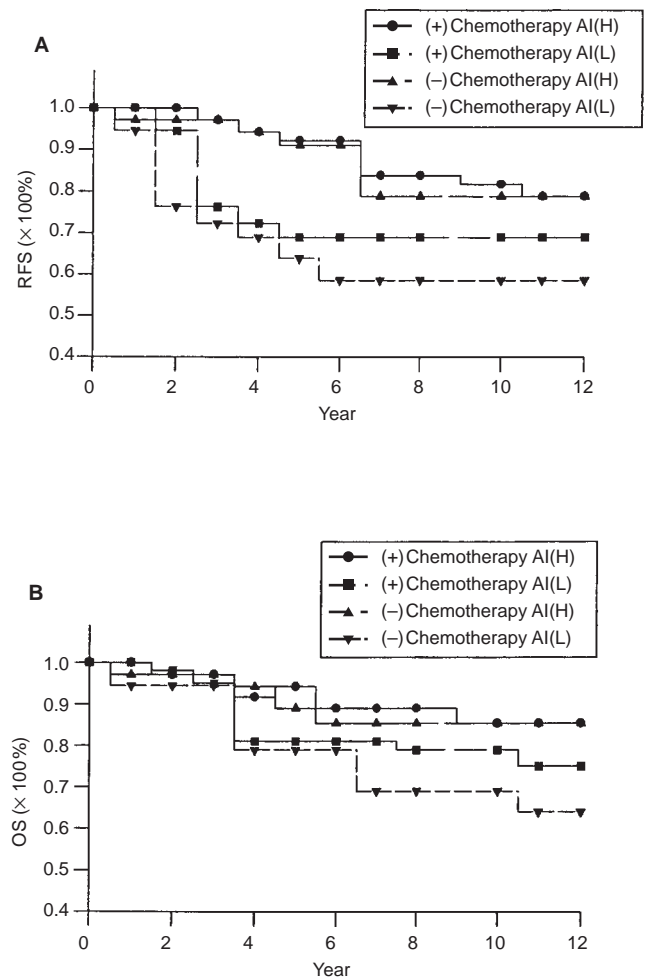 A
(+) Chemotherapy AI(H)
(+) Chemotherapy AI(L)
(−) Chemotherapy AI(H)
(−) Chemotherapy AI(L)
RFS (× 100%)
1.0
0.9
0.8
0.7
0.6
0.5
0.4
0 2 4 6 8 10 12
Year
B
(+) Chemotherapy AI(H)
(+) Chemotherapy AI(L)
(−) Chemotherapy AI(H)
(−) Chemotherapy AI(L)
OS (× 100%)
1.0
0.9
0.8
0.7
0.6
0.5
0.4
0 2 4 6 8 10 12
Year